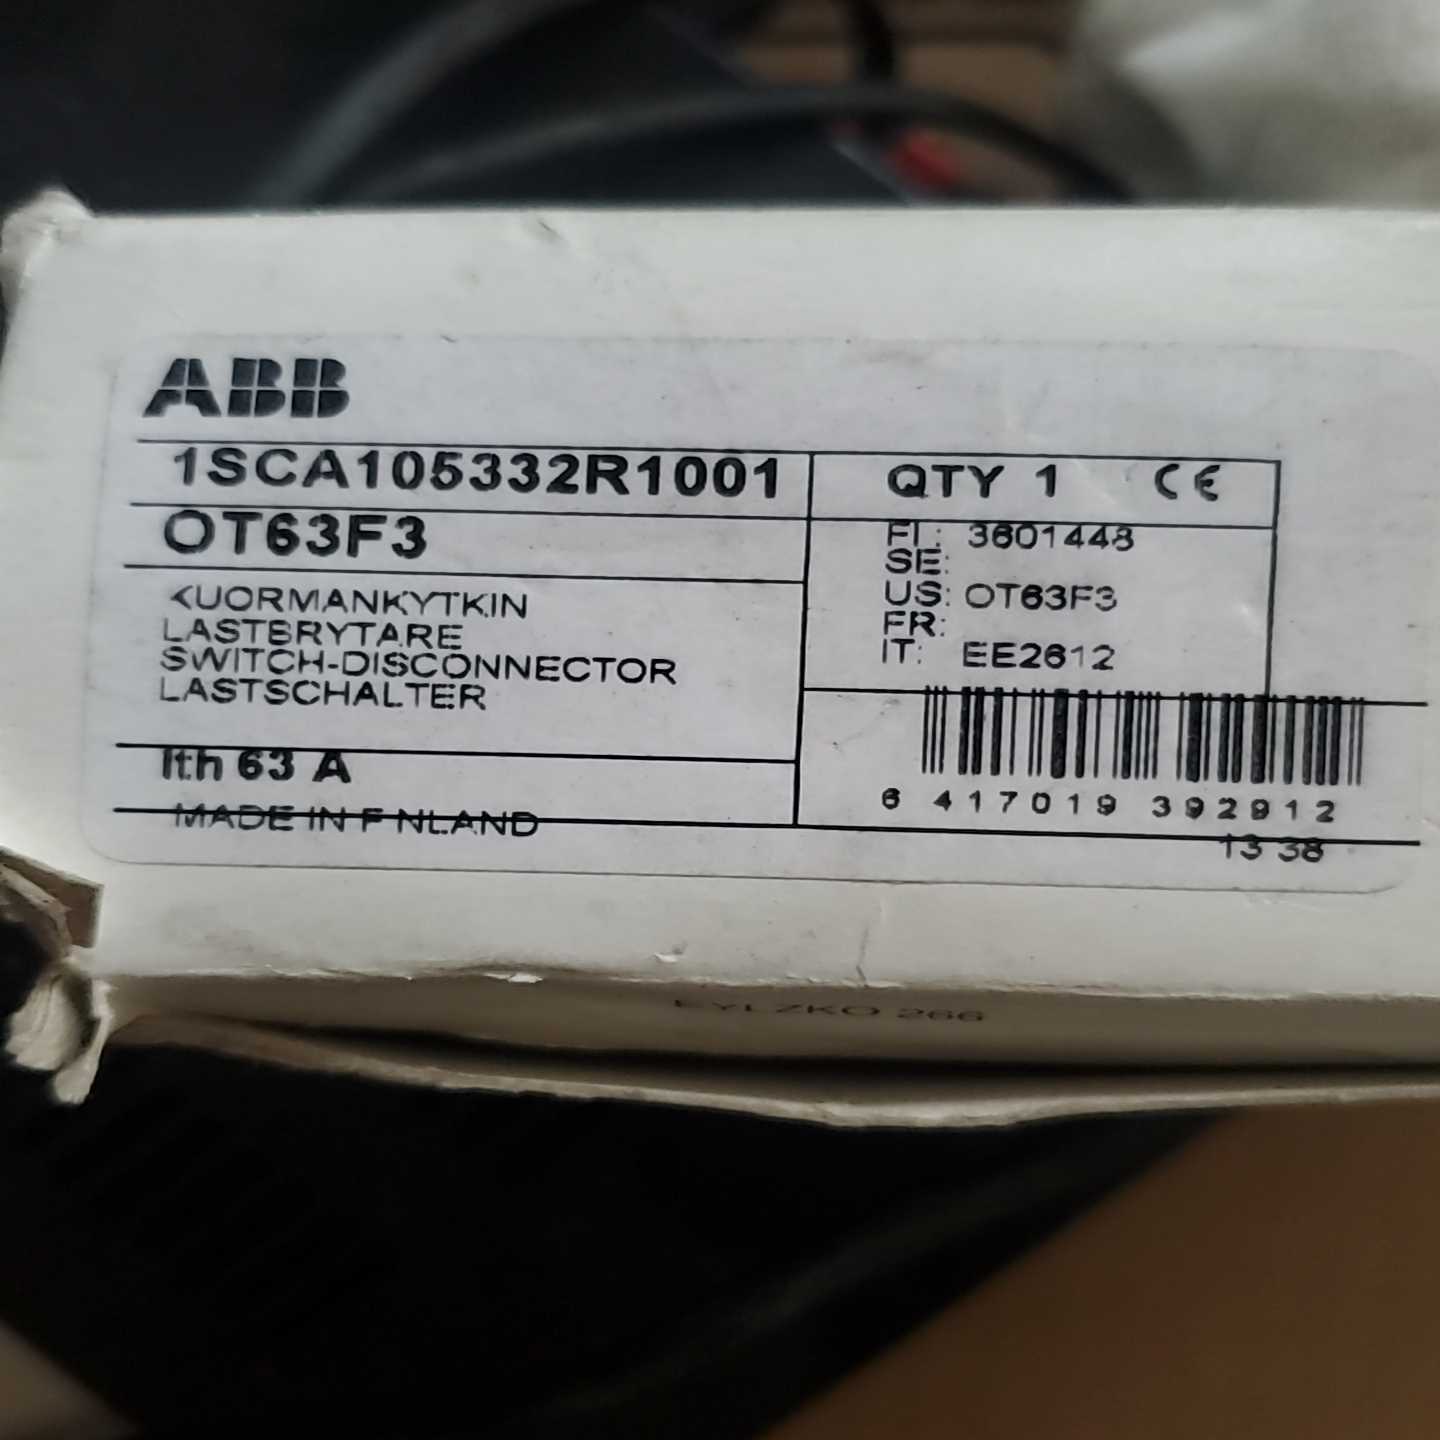 ABB
1SCA105332R1001
QTY 1 CE
OT63F3
FI: 3601448
SE:
US: OT63F3
FR:
IT: EE2612
KUORMANKYTKIN
LASTBRYTARE
SWITCH-DISCONNECTOR
LASTSCHALTER
Ith 63 A
6 417019 392912
MADE IN FINLAND
13 38